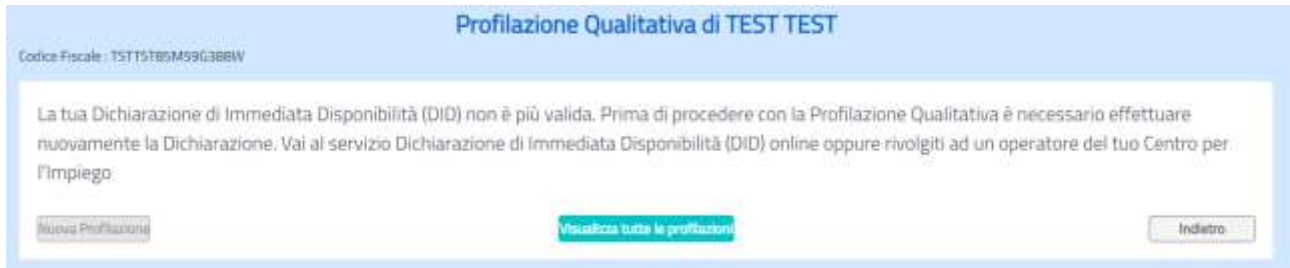 Profilazione Qualitativa di TEST TEST
Codice Fiscale : TSTTST85M59G388W
La tua Dichiarazione di Immediata Disponibilità (DID) non è più valida. Prima di procedere con la Profilazione Qualitativa è necessario effettuare
nuovamente la Dichiarazione. Vai al servizio Dichiarazione di Immediata Disponibilità (DID) online oppure rivolgiti ad un operatore del tuo Centro per
l'Impiego
Nuova Profilazione Visualizza tutte le profilazioni Indietro